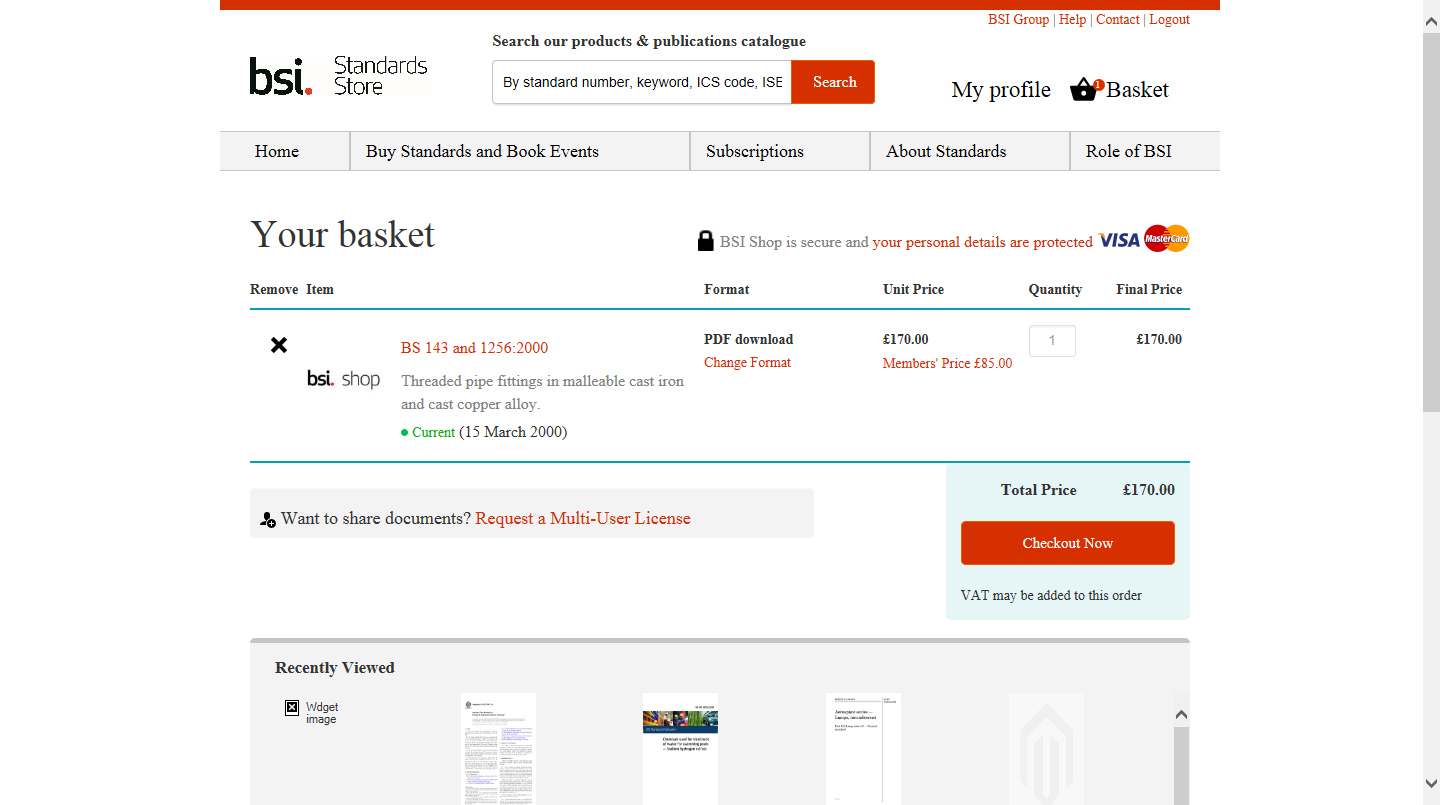 BSI Group | Help | Contact | Logout
Search our products & publications catalogue
bsi. Standards Store
By standard number, keyword, ICS code, ISE
Search
My profile
1
Basket
Home
Buy Standards and Book Events
Subscriptions
About Standards
Role of BSI
Your basket
BSI Shop is secure and your personal details are protected
VISA
MasterCard
Remove Item Format Unit Price Quantity Final Price
BS 143 and 1256:2000
bsi. shop
Threaded pipe fittings in malleable cast iron
and cast copper alloy.
Current (15 March 2000)
PDF download
Change Format
£170.00
Members' Price £85.00
1
£170.00
Want to share documents? Request a Multi-User License
Total Price £170.00
Checkout Now
VAT may be added to this order
Recently Viewed
Wdget
image
Chemicals used for treatment
of water for swimming pools
Aerospace series —